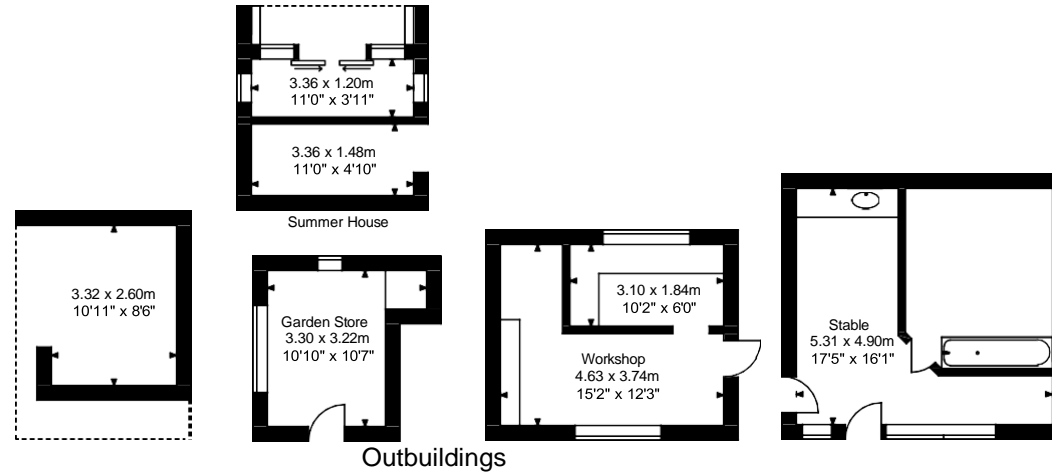 3.36 x 1.20m
11'0" x 3'11"
3.36 x 1.48m
11'0" x 4'10"
Summer House
3.32 x 2.60m
10'11" x 8'6"
Garden Store
3.30 x 3.22m
10'10" x 10'7"
3.10 x 1.84m
10'2" x 6'0"
Workshop
4.63 x 3.74m
15'2" x 12'3"
Stable
5.31 x 4.90m
17'5" x 16'1"
Outbuildings